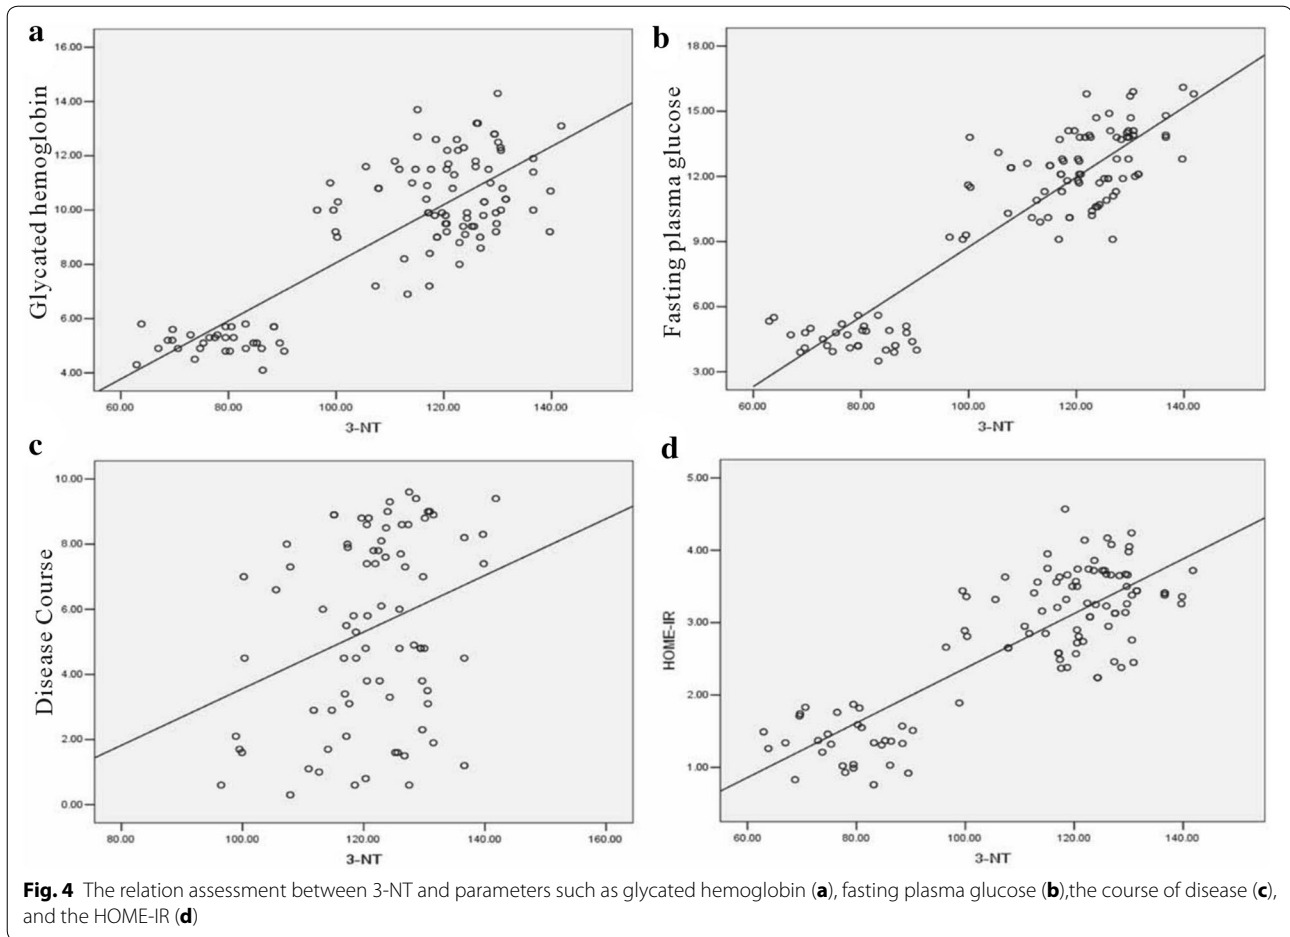 a
16.00
14.00
12.00
10.00
8.00
6.00
4.00
Glycated hemoglobin
60.00 80.00 100.00 120.00 140.00
3-NT
b
18.00
15.00
12.00
9.00
6.00
3.00
Fasting plasma glucose
60.00 80.00 100.00 120.00 140.00
3-NT
c
10.00
8.00
6.00
4.00
2.00
0.00
Disease Course
80.00 100.00 120.00 140.00 160.00
3-NT
d
5.00
4.00
3.00
2.00
1.00
HOME-IR
60.00 80.00 100.00 120.00 140.00
3-NT
Fig. 4 The relation assessment between 3-NT and parameters such as glycated hemoglobin (a), fasting plasma glucose (b),the course of disease (c),
and the HOME-IR (d)